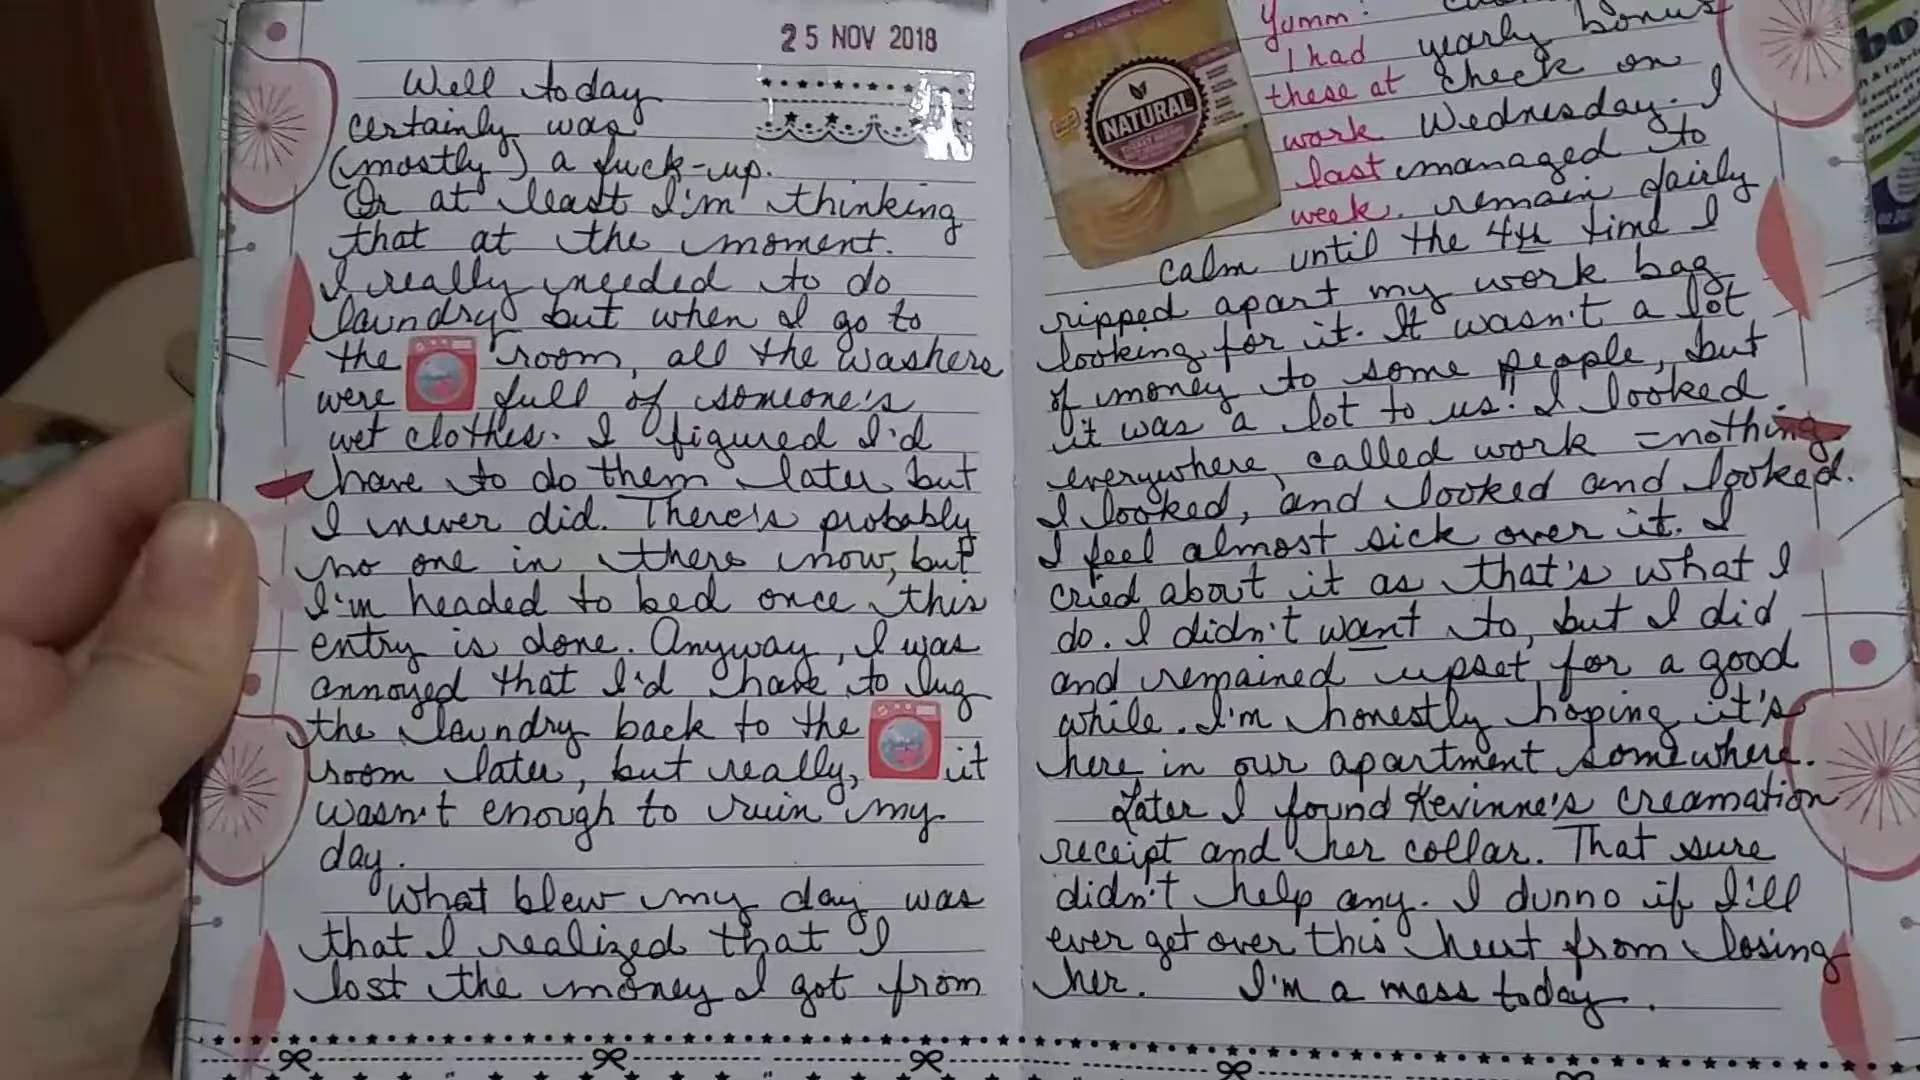 25 NOV 2018
Well today
certainly was
(mostly) a fuck-up.
Or at least I'm thinking
that at the moment.
I really needed to do
laundry but when I go to
the room, all the washers
were full of someone's
wet clothes. I figured I'd
have to do them later but
I never did. There's probably
no one in there now, but
I'm headed to bed once this
entry is done. Anyway, I was
annoyed that I'd have to lug
the laundry back to the
room later, but really, it
wasn't enough to ruin my
day.
What blew my day was
that I realized that I
lost the money I got from
NATURAL
Yumm!
I had
these at
work
last
week.
yearly bonus
check on
Wednesday. I
managed to
remain fairly
calm until the 4th time I
ripped apart my work bag
looking for it. It wasn't a lot
of money to some people, but
it was a lot to us! I looked
everywhere, called work = nothing.
I looked, and looked and looked.
I feel almost sick over it. I
cried about it as that's what I
do. I didn't want to, but I did
and remained upset for a good
while. I'm honestly hoping it's
here in our apartment somewhere.
Later I found Kevinne's creamation
receipt and her collar. That sure
didn't help any. I dunno if I'll
ever get over this hurt from losing
her. I'm a mess today.